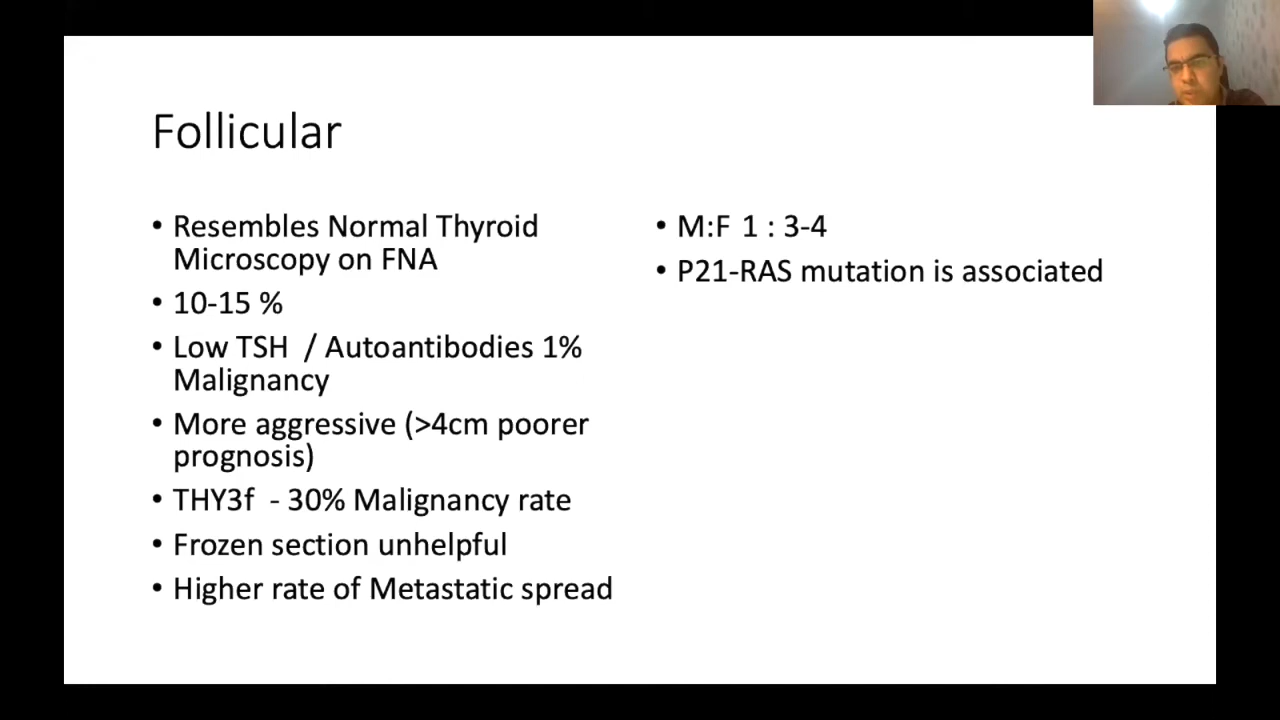 Follicular
• Resembles Normal Thyroid
Microscopy on FNA
• 10-15 %
• Low TSH / Autoantibodies 1%
Malignancy
• More aggressive (>4cm poorer
prognosis)
• THY3f - 30% Malignancy rate
• Frozen section unhelpful
• Higher rate of Metastatic spread
• M:F 1 : 3-4
• P21-RAS mutation is associated